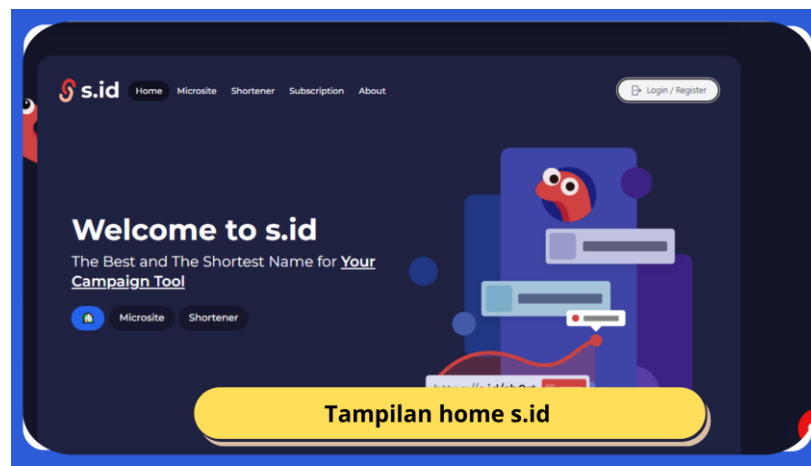 s.id
Home Microsite Shortener Subscription About
Login / Register
Welcome to s.id
The Best and The Shortest Name for Your
Campaign Tool
Microsite Shortener
Tampilan home s.id